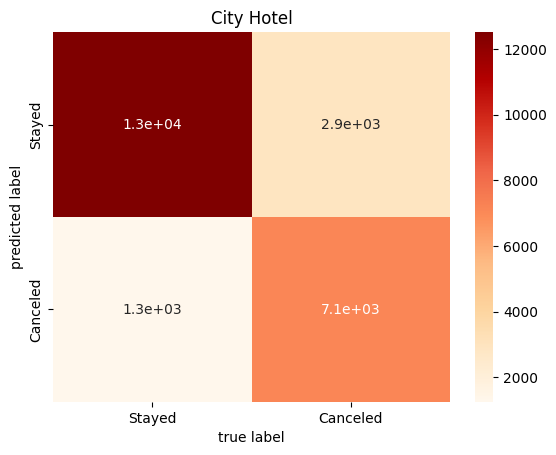 City Hotel
Stayed
Canceled
predicted label
1.3e+04
2.9e+03
1.3e+03
7.1e+03
Stayed
Canceled
true label
12000
10000
8000
6000
4000
2000